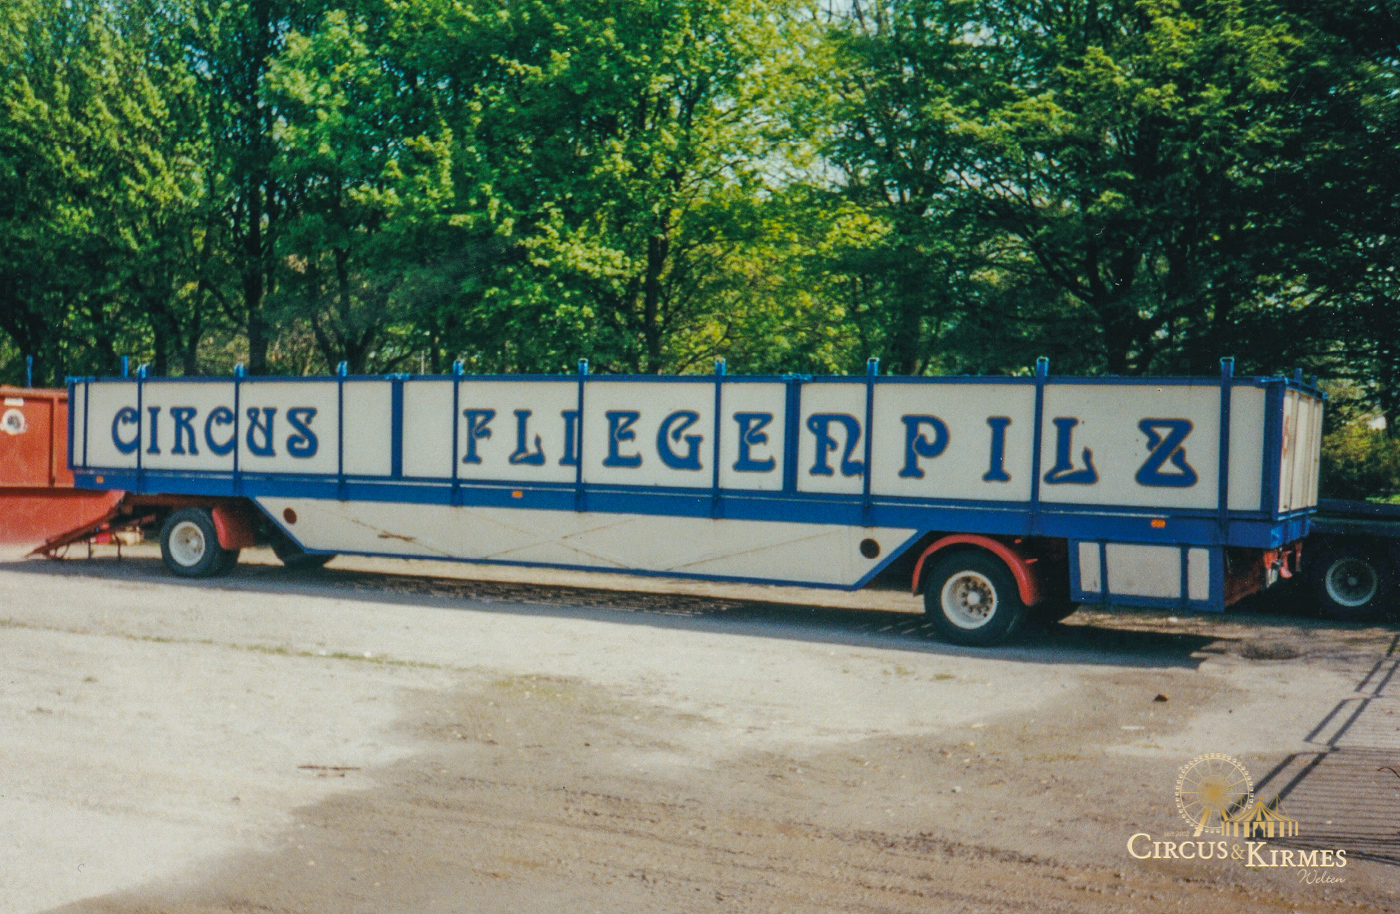 CIRCUS FLIEGENPILZ
CIRCUS & KIRMES
Welten